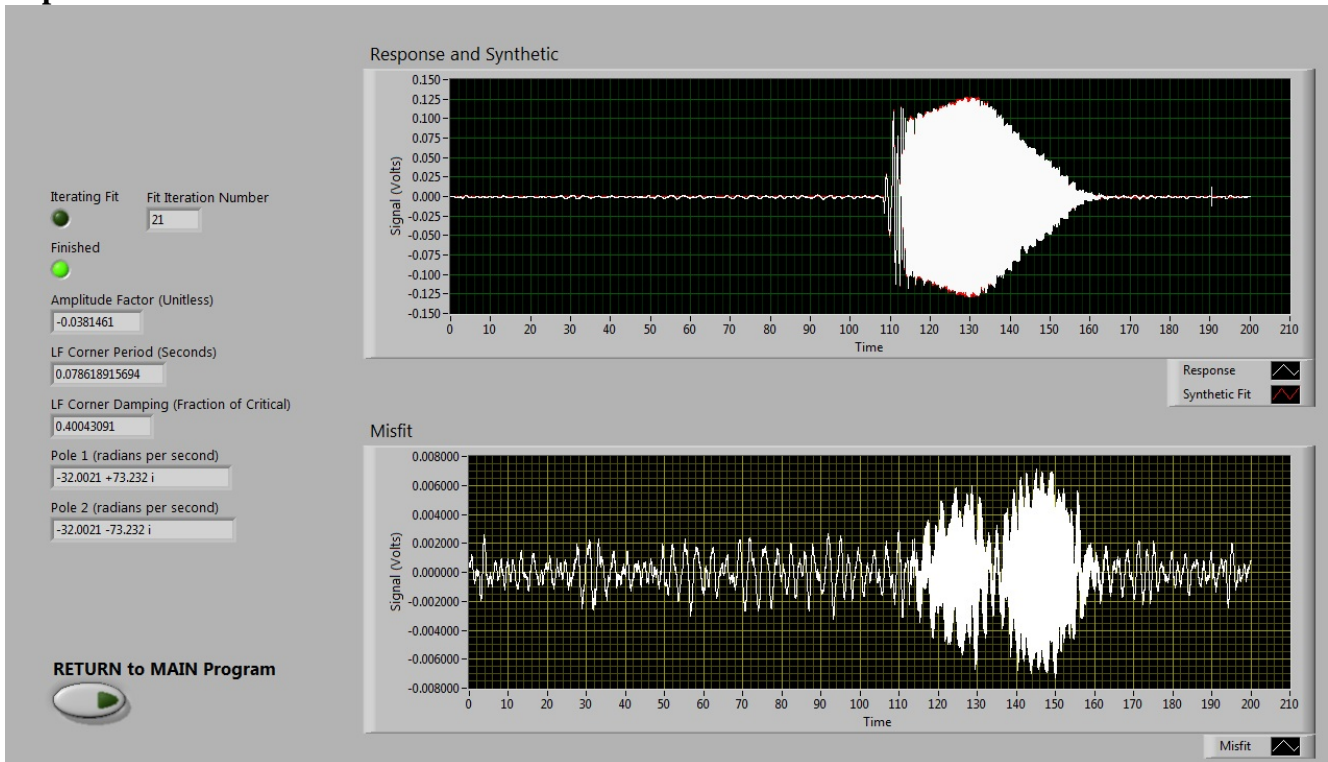 Response and Synthetic
0.150
0.125
0.100
0.075
0.050
0.025
0.000
-0.025
-0.050
-0.075
-0.100
-0.125
-0.150
Signal (Volts)
0 10 20 30 40 50 60 70 80 90 100 110 120 130 140 150 160 170 180 190 200 210
Time
Response
Synthetic Fit
Iterating Fit Fit Iteration Number
21
Finished
Amplitude Factor (Unitless)
-0.0381461
LF Corner Period (Seconds)
0.078618915694
LF Corner Damping (Fraction of Critical)
0.40043091
Pole 1 (radians per second)
-32.0021 +73.232 i
Pole 2 (radians per second)
-32.0021 -73.232 i
RETURN to MAIN Program
Misfit
0.008000
0.006000
0.004000
0.002000
0.000000
-0.002000
-0.004000
-0.006000
-0.008000
Signal (Volts)
0 10 20 30 40 50 60 70 80 90 100 110 120 130 140 150 160 170 180 190 200 210
Time
Misfit